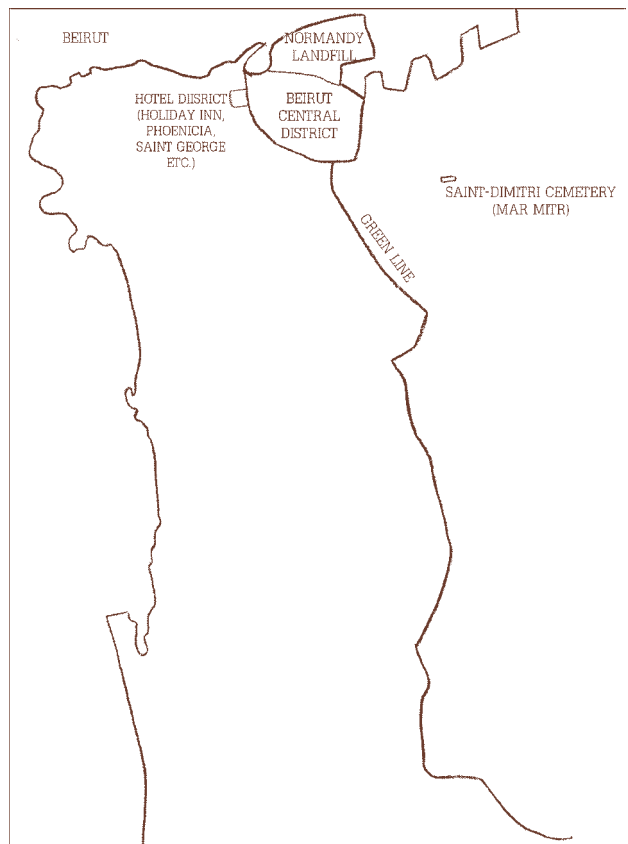 BEIRUT
NORMANDY
LANDFILL
HOTEL DIISRICT
(HOLIDAY INN,
PHOENICIA,
SAINT GEORGE
ETC.)
BEIRUT
CENTRAL
DISTRICT
SAINT-DIMITRI CEMETERY
(MAR MITR)
GREEN LINE